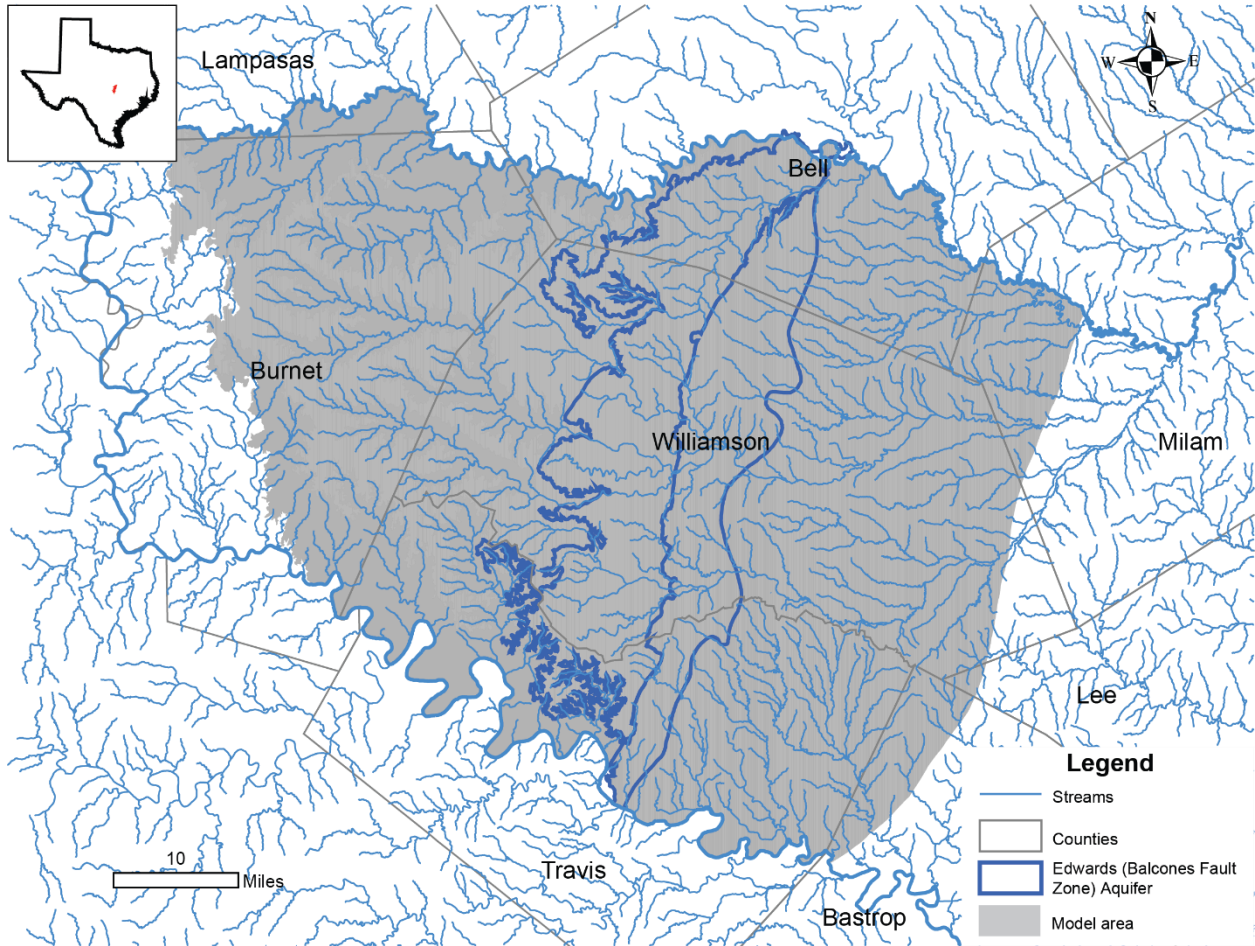 Lampasas
N
W
E
S
Bell
Burnet
Williamson
Milam
Lee
Travis
Bastrop
10
Miles
Legend
Streams
Counties
Edwards (Balcones Fault
Zone) Aquifer
Model area